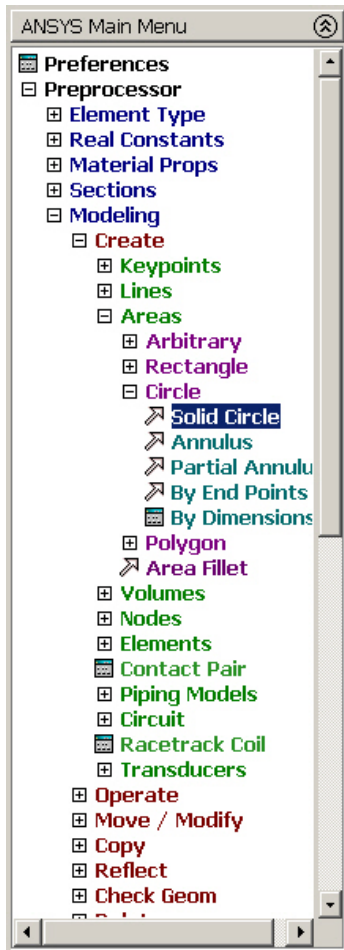 ANSYS Main Menu
Preferences
Preprocessor
Element Type
Real Constants
Material Props
Sections
Modeling
Create
Keypoints
Lines
Areas
Arbitrary
Rectangle
Circle
Solid Circle
Annulus
Partial Annulu
By End Points
By Dimensions
Polygon
Area Fillet
Volumes
Nodes
Elements
Contact Pair
Piping Models
Circuit
Racetrack Coil
Transducers
Operate
Move / Modify
Copy
Reflect
Check Geom